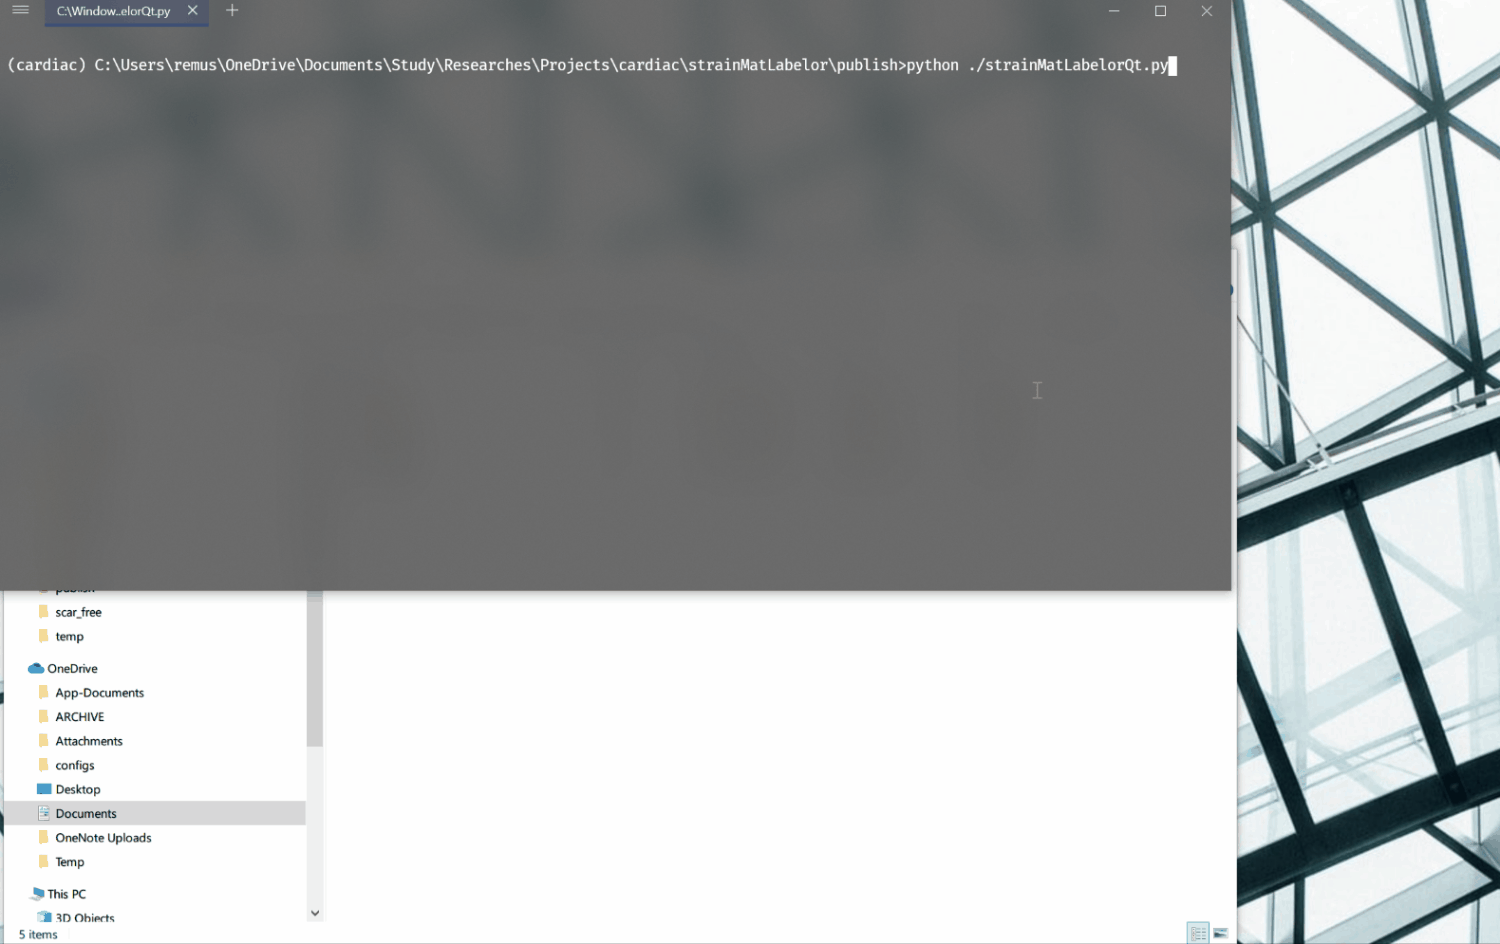 C:\Window..elorQt.py
(cardiac) C:\Users\remus\OneDrive\Documents\Study\Researches\Projects\cardiac\strainMatLabelor\publish>python ./strainMatLabelorQt.py
publish
scar_free
temp
OneDrive
App-Documents
ARCHIVE
Attachments
configs
Desktop
Documents
OneNote Uploads
Temp
This PC
3D Objects
5 items